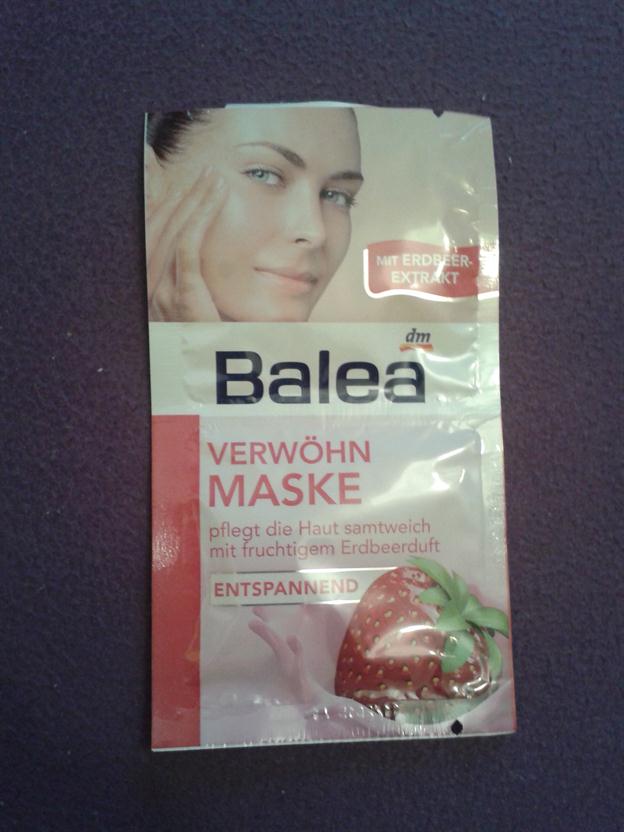 MIT ERDBEER-
EXTRAKT
dm
Balea
VERWÖHN
MASKE
pflegt die Haut samtweich
mit fruchtigem Erdbeerduft
ENTSPANNEND